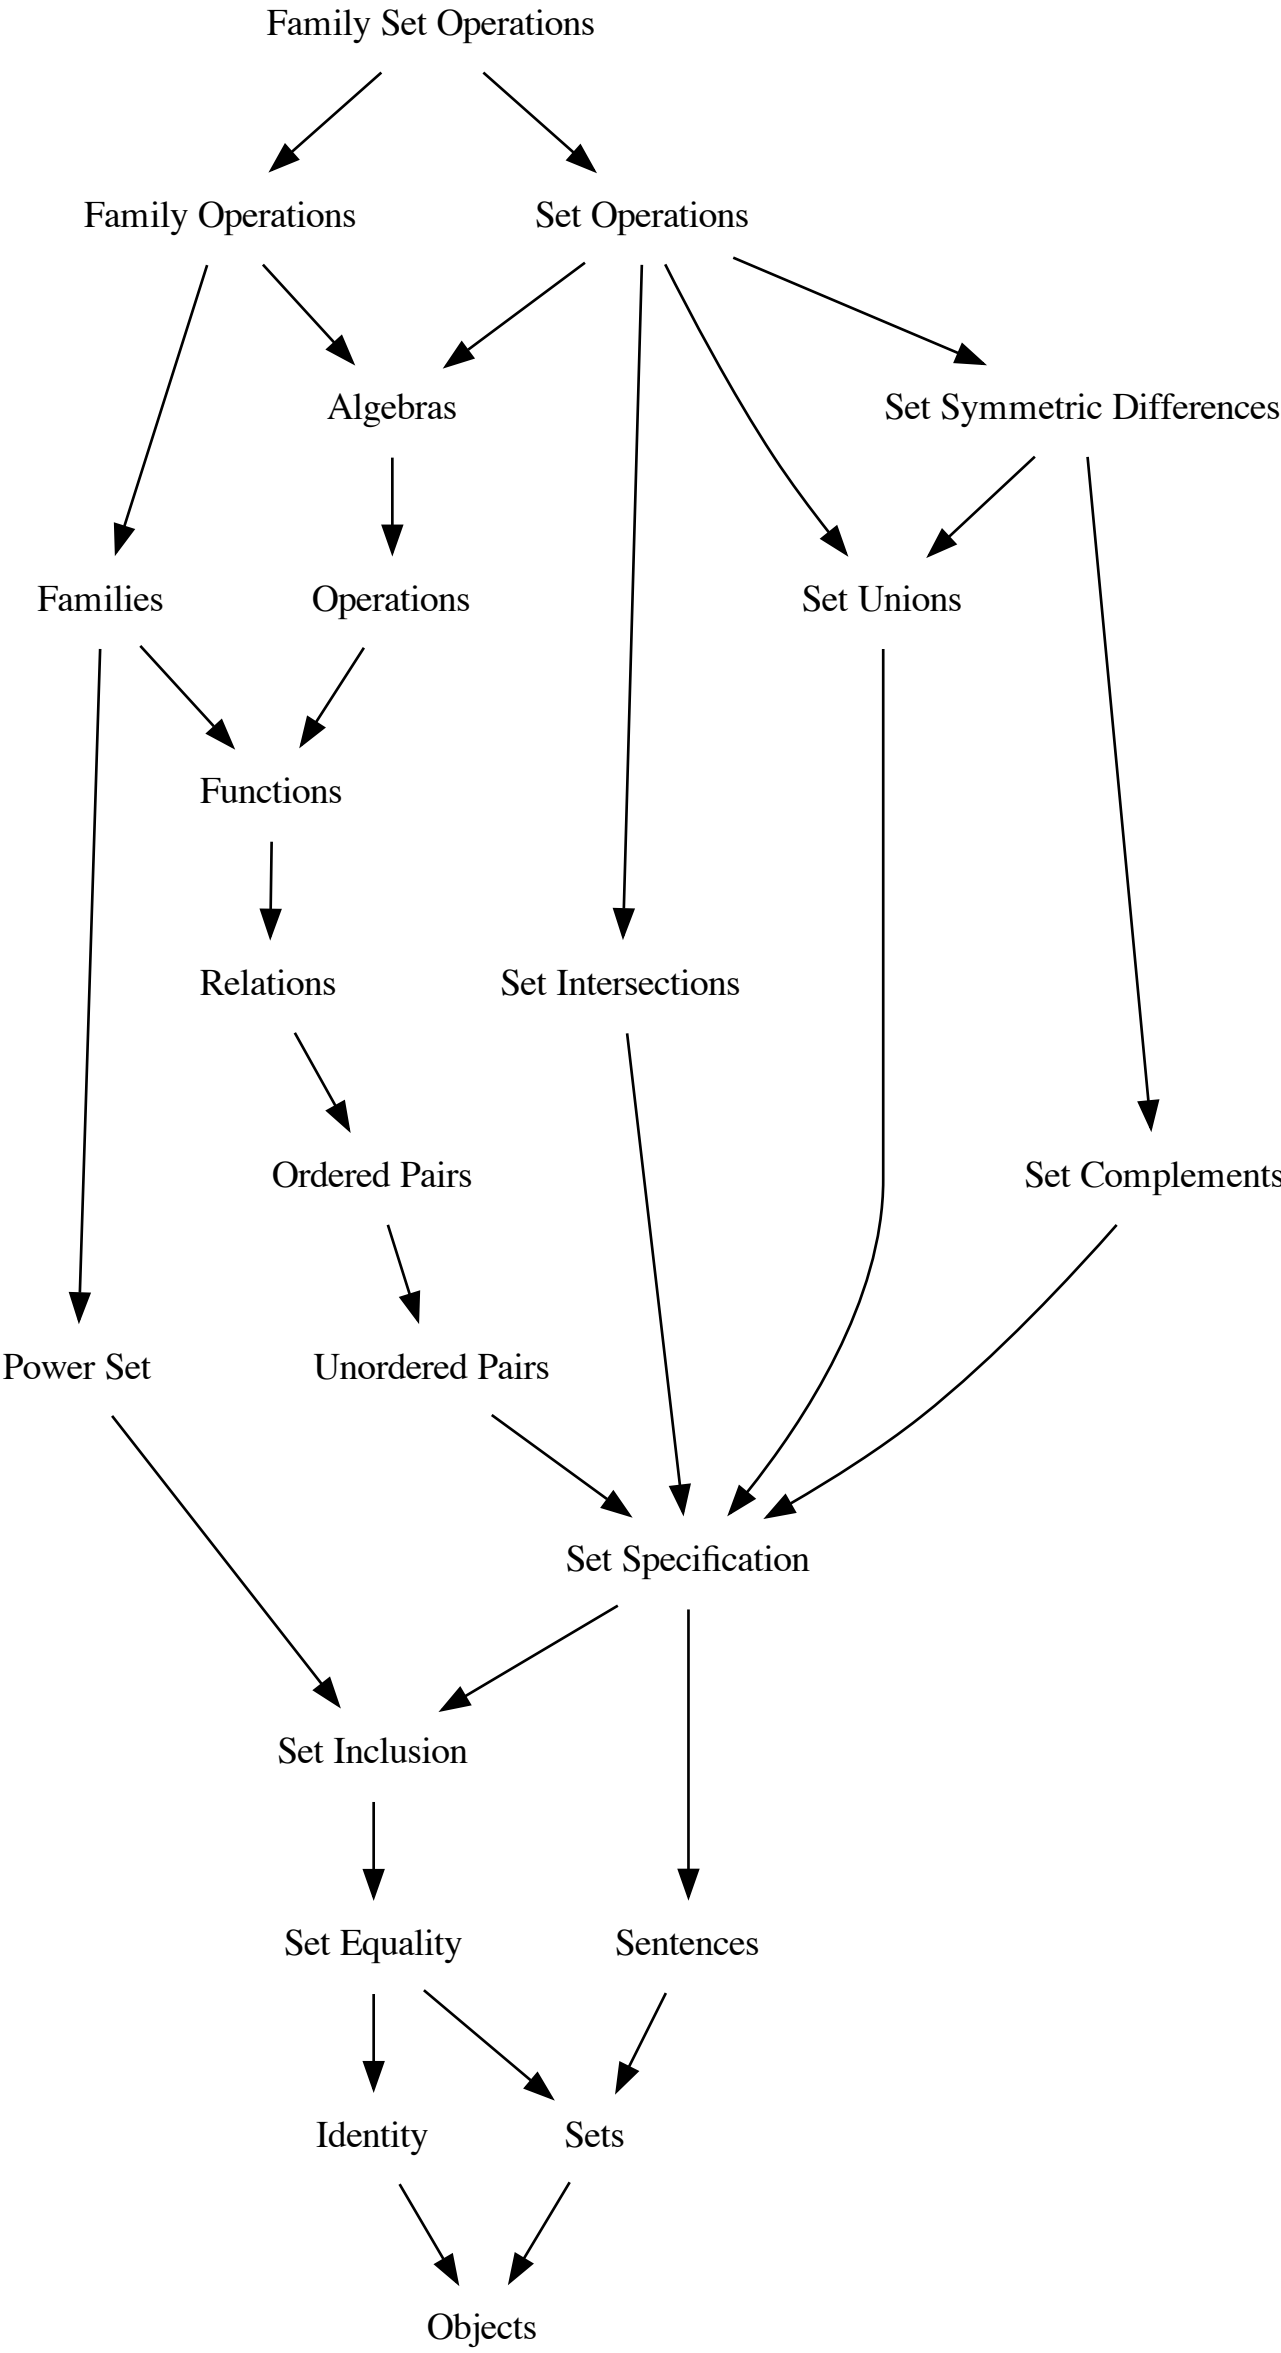 Family Set Operations
Family Operations
Set Operations
Algebras
Set Symmetric Differences
Families
Operations
Set Unions
Functions
Relations
Set Intersections
Ordered Pairs
Set Complements
Power Set
Unordered Pairs
Set Specification
Set Inclusion
Set Equality
Sentences
Identity
Sets
Objects